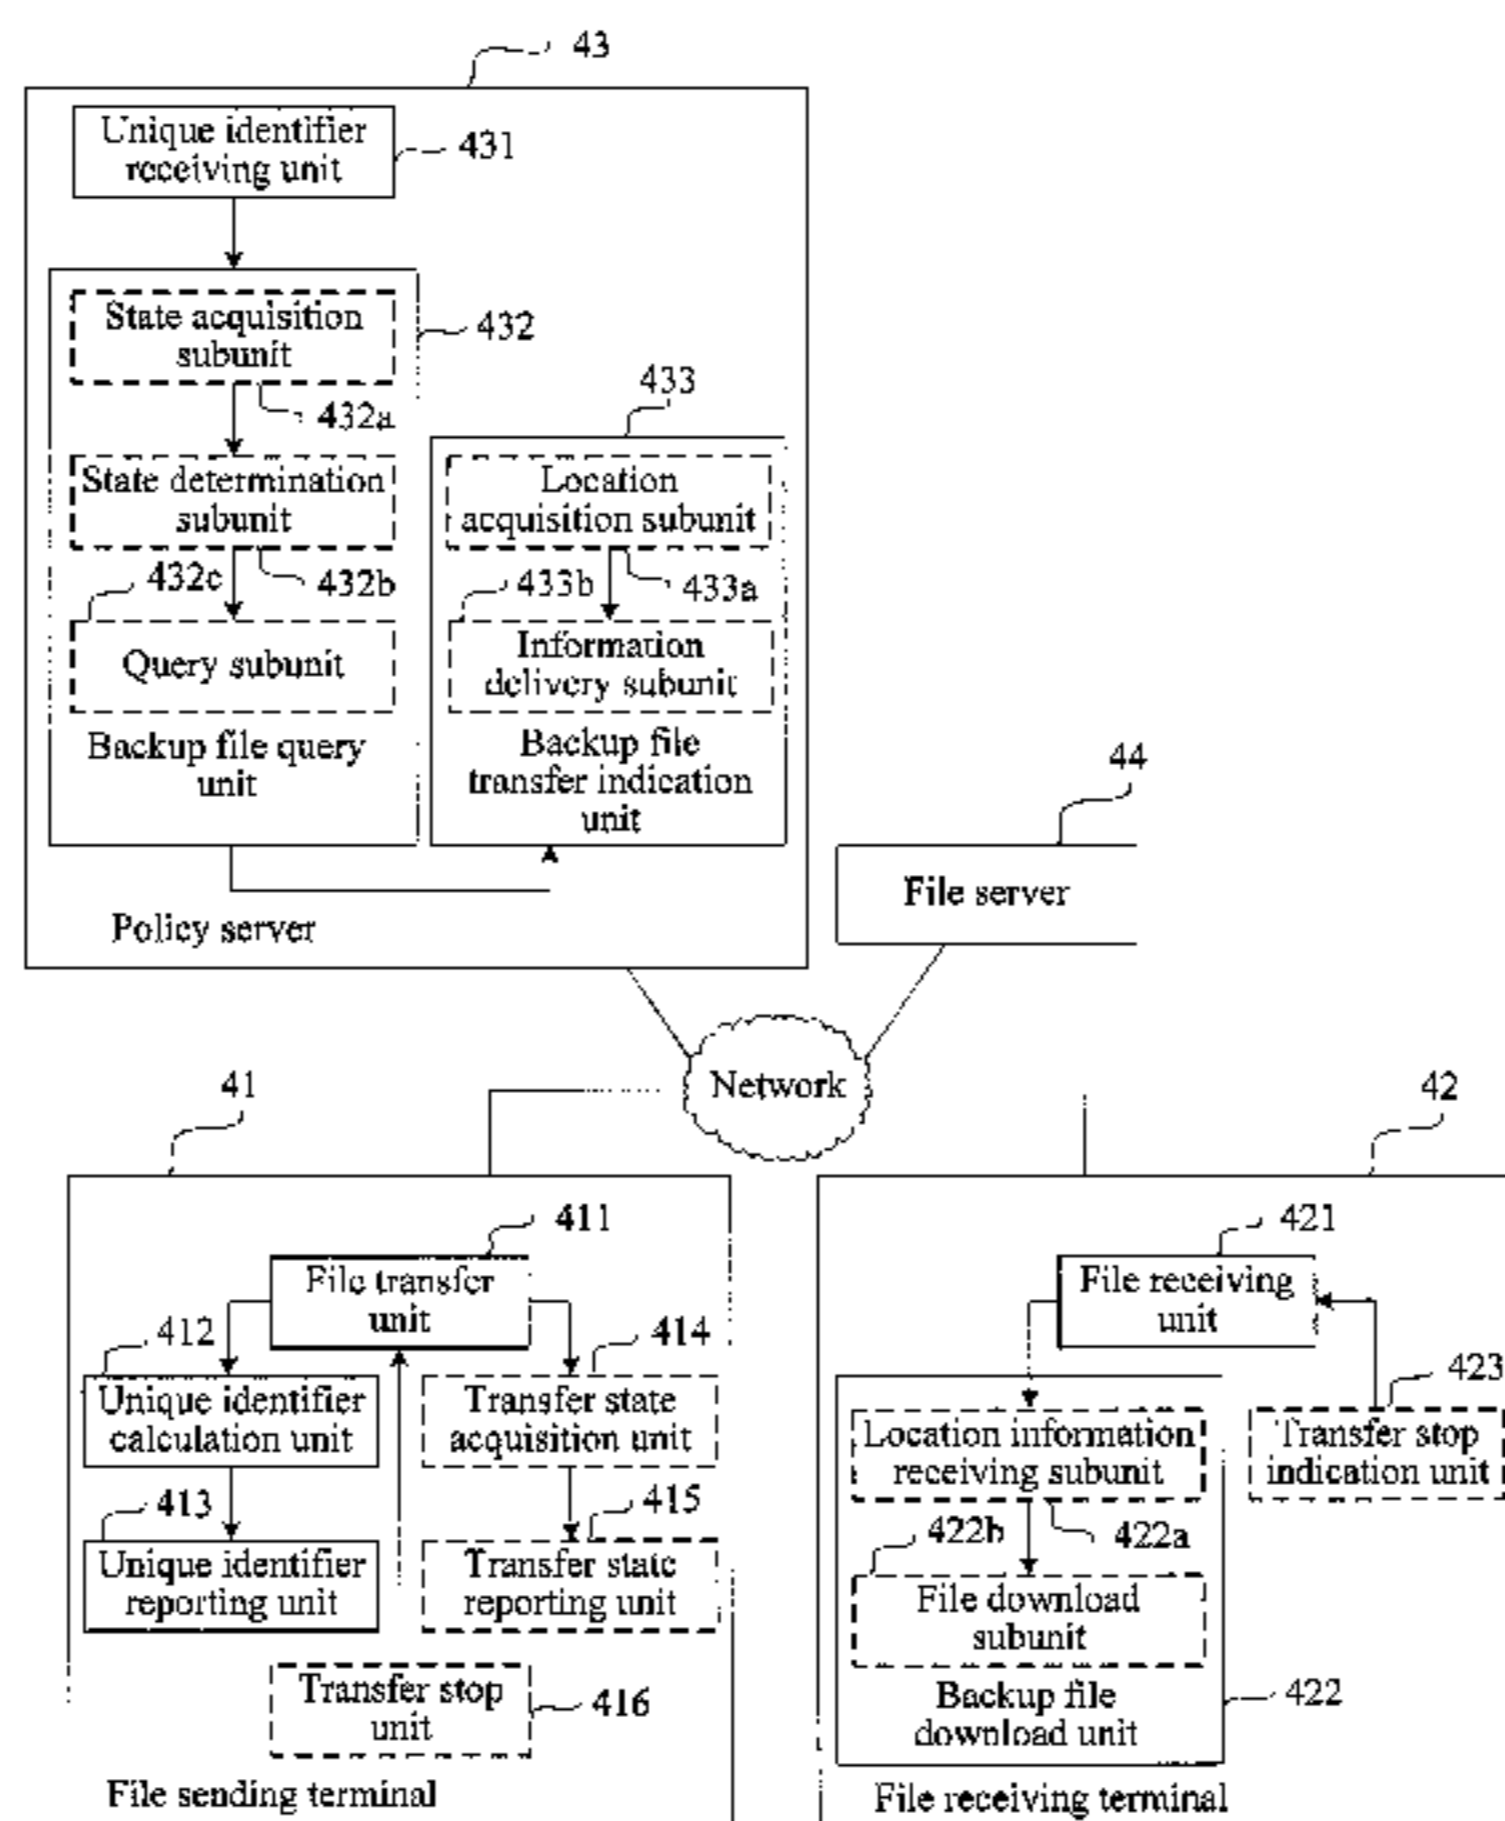 43
Unique identifier
receiving unit
431
State acquisition
subunit
432
432a
433
State determination
subunit
Location
acquisition subunit
432c
432b
433b
433a
Query subunit
Information
delivery subunit
Backup file query
unit
Backup file
transfer indication
unit
44
File server
Policy server
Network
41
42
411
File transfer
unit
421
File receiving
unit
412
414
423
Unique identifier
calculation unit
Transfer state
acquisition unit
Location information
receiving subunit
Transfer stop
indication unit
413
415
422b
422a
Unique identifier
reporting unit
Transfer state
reporting unit
File download
subunit
Transfer stop
unit
416
Backup file
download unit
422
File sending terminal
File receiving terminal